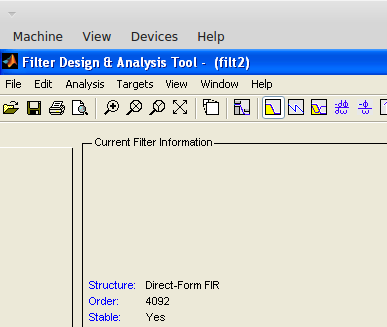 Machine View Devices Help
Filter Design & Analysis Tool - (filt2)
File Edit Analysis Targets View Window Help
Current Filter Information
Structure: Direct-Form FIR
Order: 4092
Stable: Yes